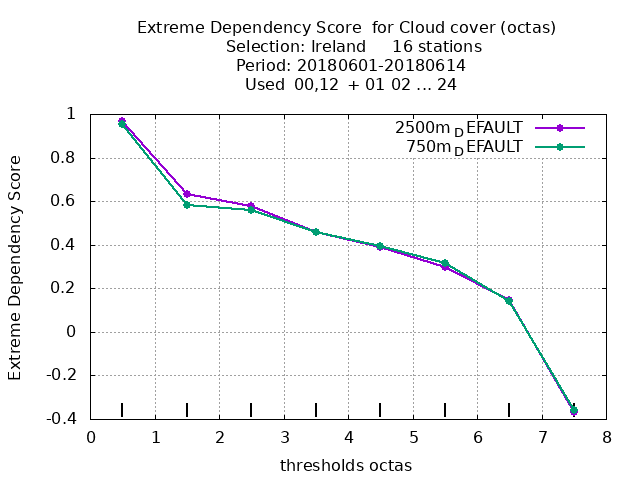 Extreme Dependency Score  for Cloud cover (octas)
Selection: Ireland     16 stations
Period: 20180601-20180614
Used  00,12  + 01 02 ... 24
2500m_DEFAULT
750m_DEFAULT
Extreme Dependency Score
1
0.8
0.6
0.4
0.2
0
-0.2
-0.4
0 1 2 3 4 5 6 7 8
thresholds octas